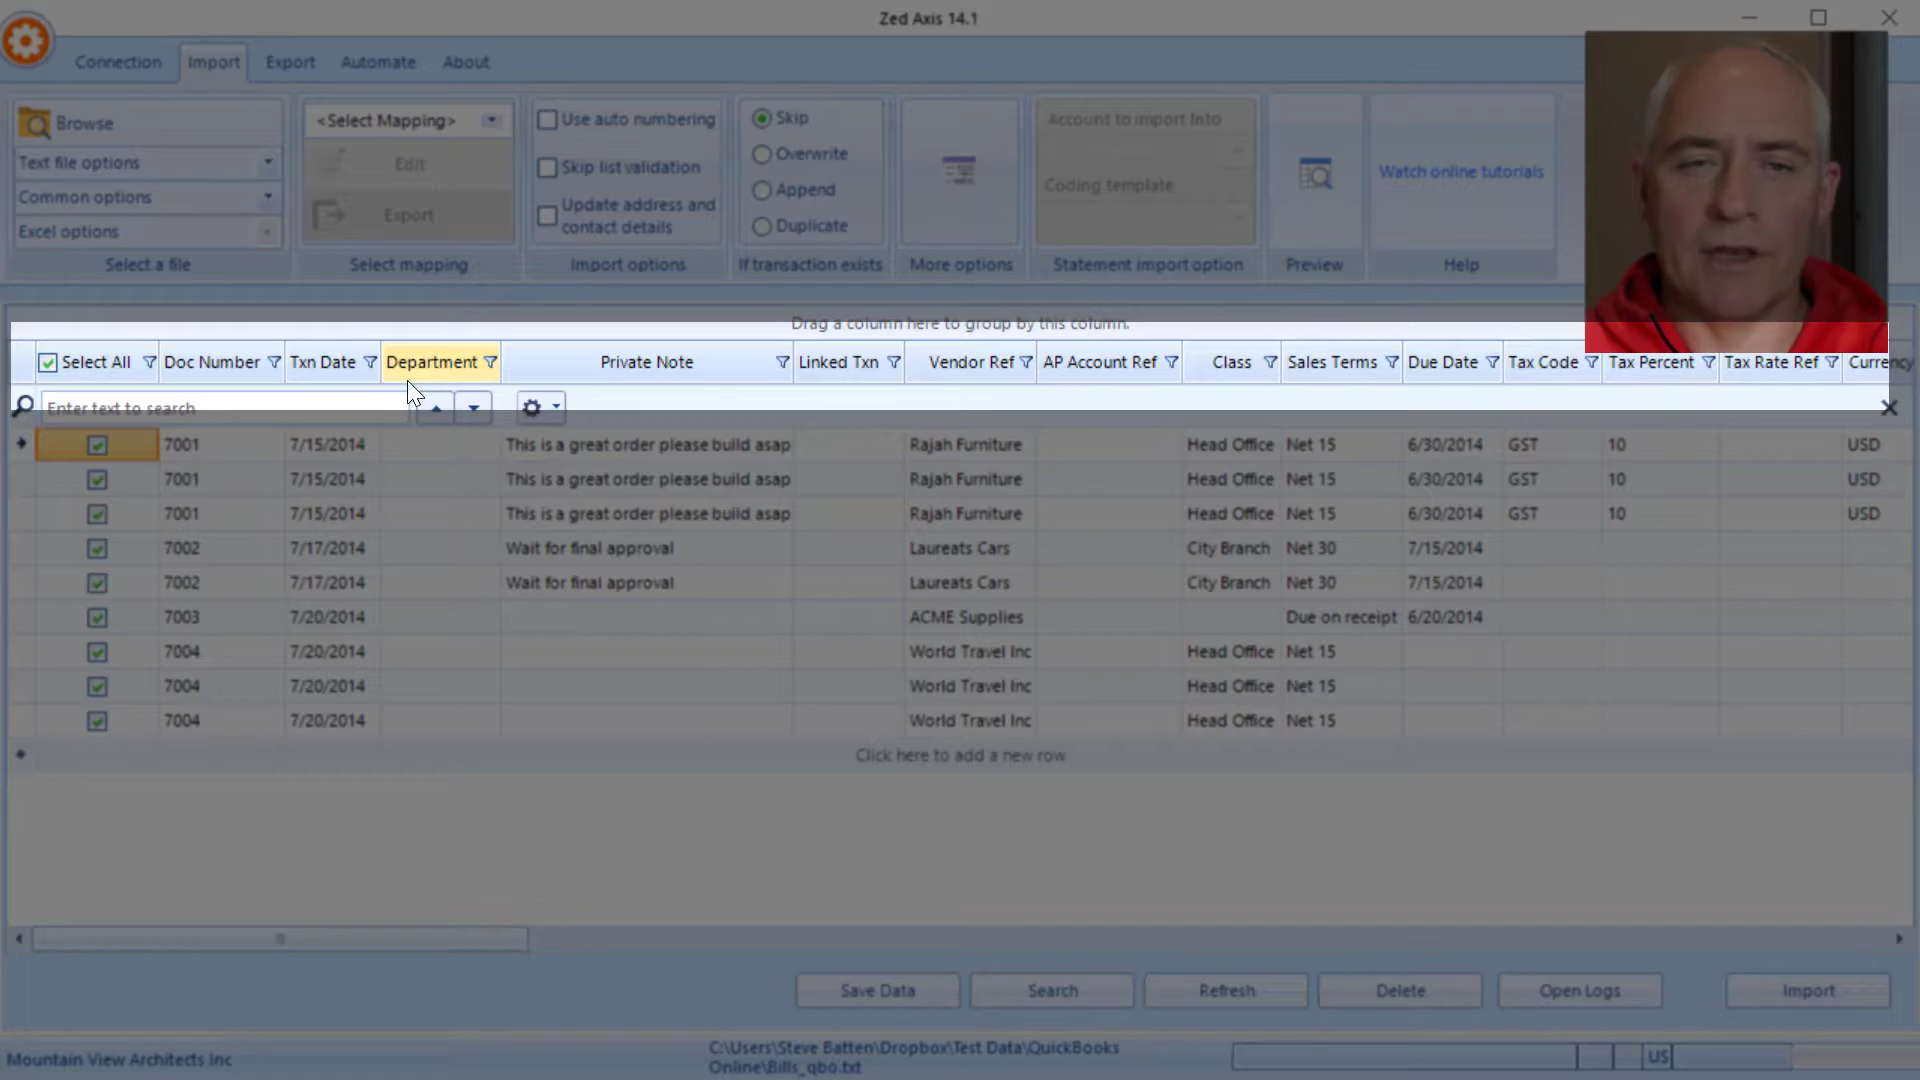 Zed Axis 14.1
Connection Import Export Automate About
Browse
Text file options
Common options
Excel options
Select a file
<Select Mapping>
Edit
Export
Select mapping
Use auto numbering
Skip list validation
Update address and
contact details
Import options
Skip
Overwrite
Append
Duplicate
If transaction exists
More options
Account to import Into
Coding template
Statement import option
Preview
Watch online tutorials
Help
Drag a column here to group by this column.
Select All Doc Number Txn Date Department Private Note Linked Txn Vendor Ref AP Account Ref Class Sales Terms Due Date Tax Code Tax Percent Tax Rate Ref Currency
Enter text to search
7001 7/15/2014 This is a great order please build asap Rajah Furniture Head Office Net 15 6/30/2014 GST 10 USD
7001 7/15/2014 This is a great order please build asap Rajah Furniture Head Office Net 15 6/30/2014 GST 10 USD
7001 7/15/2014 This is a great order please build asap Rajah Furniture Head Office Net 15 6/30/2014 GST 10 USD
7002 7/17/2014 Wait for final approval Laureats Cars City Branch Net 30 7/15/2014
7002 7/17/2014 Wait for final approval Laureats Cars City Branch Net 30 7/15/2014
7003 7/20/2014 ACME Supplies Due on receipt 6/20/2014
7004 7/20/2014 World Travel Inc Head Office Net 15
7004 7/20/2014 World Travel Inc Head Office Net 15
7004 7/20/2014 World Travel Inc Head Office Net 15
Click here to add a new row
Save Data Search Refresh Delete Open Logs Import
Mountain View Architects Inc
C:\Users\Steve Batten\Dropbox\Test Data\QuickBooks
Online\Bills_qbo.txt
US